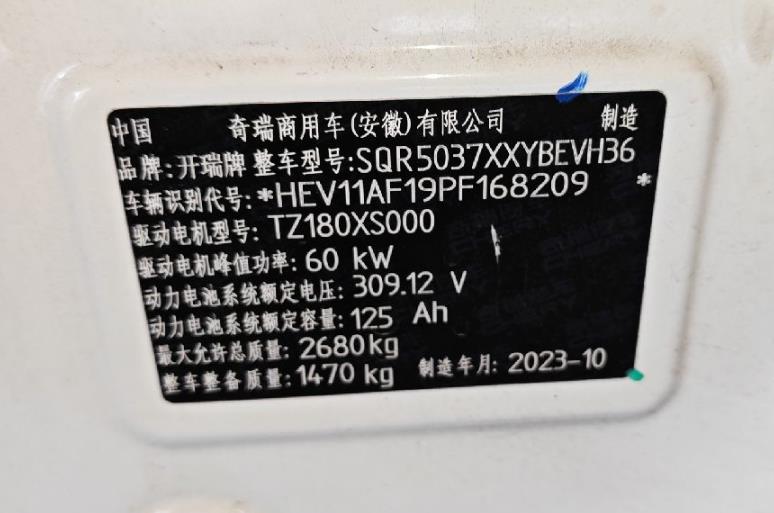 中国 奇瑞商用车(安徽)有限公司 制造
品牌:开瑞牌 整车型号:SQR5037XXYBEVH36
车辆识别代号:*HEV11AF19PF168209*
驱动电机型号:TZ180XS000
驱动电机峰值功率:60 kW
动力电池系统额定电压:309.12 V
动力电池系统额定容量:125 Ah
最大允许总质量:2680kg
整车整备质量:1470 kg 制造年月:2023-10